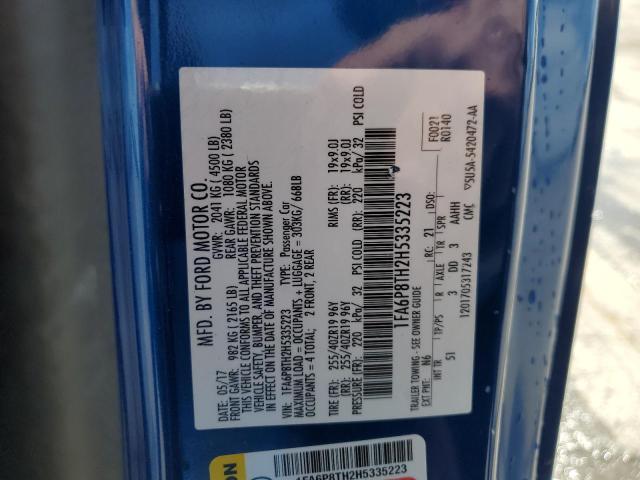 MFD. BY FORD MOTOR CO.
DATE: 05/17 GVWR: 2041 KG ( 4500 LB)
FRONT GAWR: 982 KG ( 2165 LB) REAR GAWR: 1080 KG ( 2380 LB)
THIS VEHICLE CONFORMS TO ALL APPLICABLE FEDERAL MOTOR
VEHICLE SAFETY, BUMPER, AND THEFT PREVENTION STANDARDS
IN EFFECT ON THE DATE OF MANUFACTURE SHOWN ABOVE.
VIN: 1FA6P8TH2H5335223 TYPE: Passenger Car
MAXIMUM LOAD = OCCUPANTS + LUGGAGE = 303KG/ 668LB
OCCUPANTS = 4 TOTAL; 2 FRONT, 2 REAR
TIRE (FR): 255/40ZR19 96Y RIMS (FR): 19x9.0J
(RR): 255/40ZR19 96Y (RR): 19x9.0J
PRESSURE (FR): 220 kPa/ 32 PSI COLD (RR): 220 kPa/ 32 PSI COLD
1FA6P8TH2H5335223
TRAILER TOWING - SEE OWNER GUIDE
F0021
R0140
EXT PNT: N6 RC: 21 DSO:
INT TR TP/PS R AXLE TR SPR
51 3 DD 3 AAHH
1201705317243 CMC
5U5A-5420472-AA
1FA6P8TH2H5335223